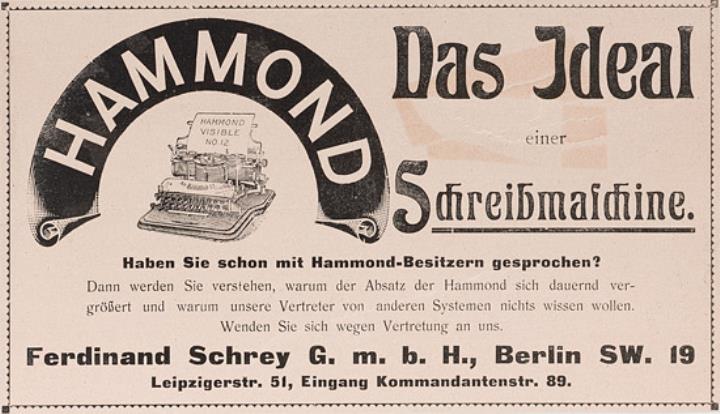 HAMMOND
HAMMOND
VISIBLE
NO. 12
Das Ideal
einer
Schreibmaſchine.
Haben Sie schon mit Hammond-Besitzern gesprochen?
Dann werden Sie verstehen, warum der Absatz der Hammond sich dauernd ver-
größert und warum unsere Vertreter von anderen Systemen nichts wissen wollen.
Wenden Sie sich wegen Vertretung an uns.
Ferdinand Schrey G. m. b. H., Berlin SW. 19
Leipzigerstr. 51, Eingang Kommandantenstr. 89.